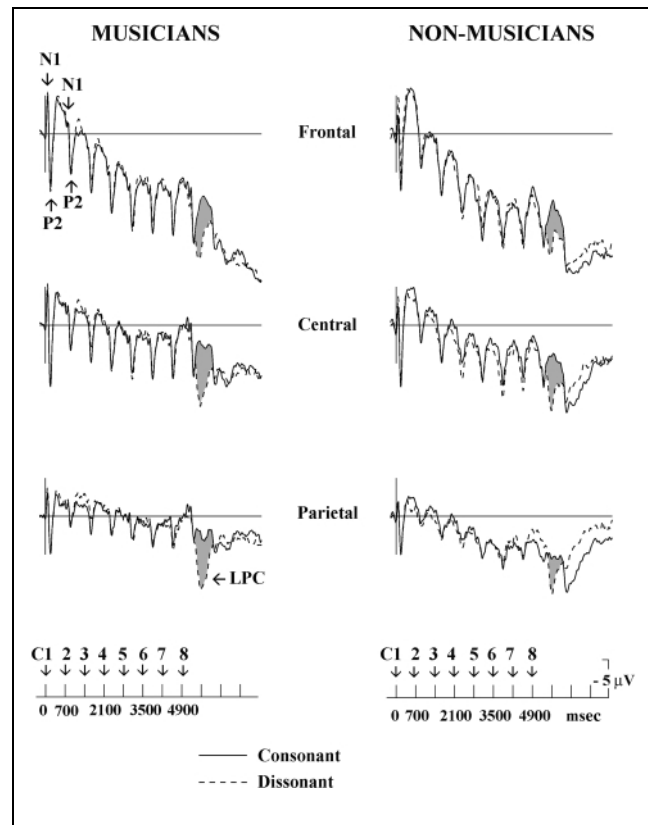 MUSICIANS NON-MUSICIANS
N1
N1
Frontal
P2
P2
Central
Parietal
LPC
C1 2 3 4 5 6 7 8 C1 2 3 4 5 6 7 8
- 5 μV
0 700 2100 3500 4900 0 700 2100 3500 4900 msec
Consonant
Dissonant